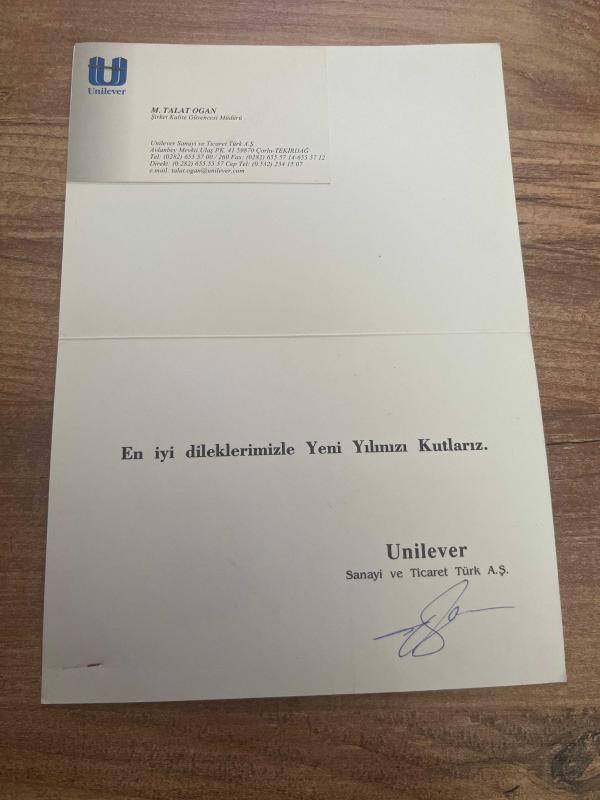 Unilever
M. TALAT OGAN
Şirket Kalite Güvencesi Müdürü
Unilever Sanayi ve Ticaret Türk A.Ş.
Avlanbey Mevkii Ulaş PK. 41 59870 Çorlu-TEKİRDAĞ
Tel: (0282) 655 57 00 / 260 Fax: (0282) 655 57 14-655 57 12
Direkt: (0.282) 655 55 57 Cep Tel: (0.532) 234 15 07
e.mail: talat.ogan@unilever.com
En iyi dileklerimizle Yeni Yılınızı Kutlarız.
Unilever
Sanayi ve Ticaret Türk A.Ş.